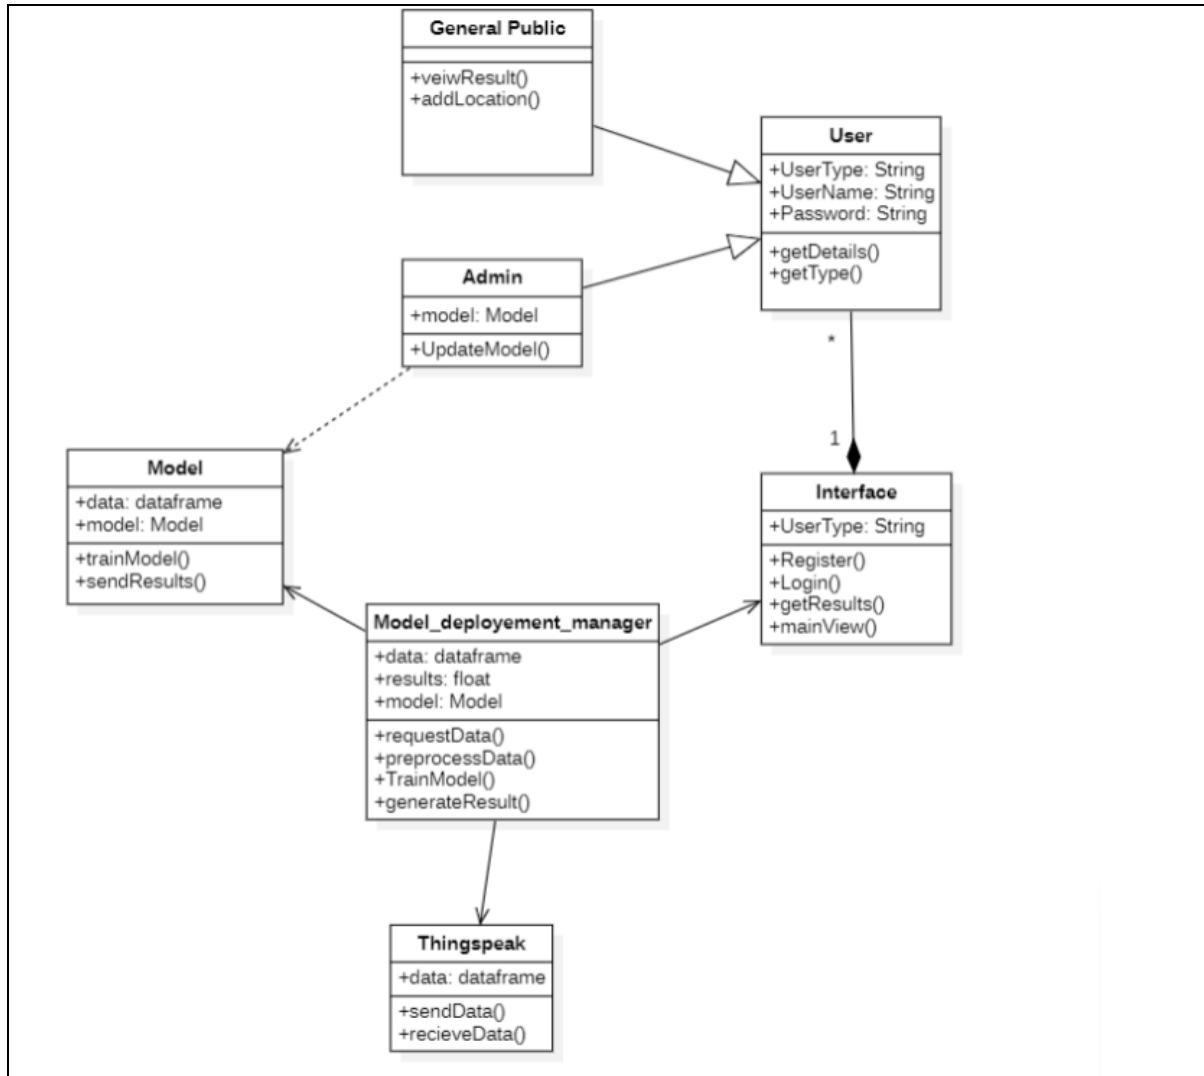 General Public
+veiwResult()
+addLocation()
User
+UserType: String
+UserName: String
+Password: String
+getDetails()
+getType()
Admin
+model: Model
+UpdateModel()
*
1
Model
+data: dataframe
+model: Model
+trainModel()
+sendResults()
Interface
+UserType: String
+Register()
+Login()
+getResults()
+mainView()
Model_deployement_manager
+data: dataframe
+results: float
+model: Model
+requestData()
+preprocessData()
+TrainModel()
+generateResult()
Thingspeak
+data: dataframe
+sendData()
+recieveData()